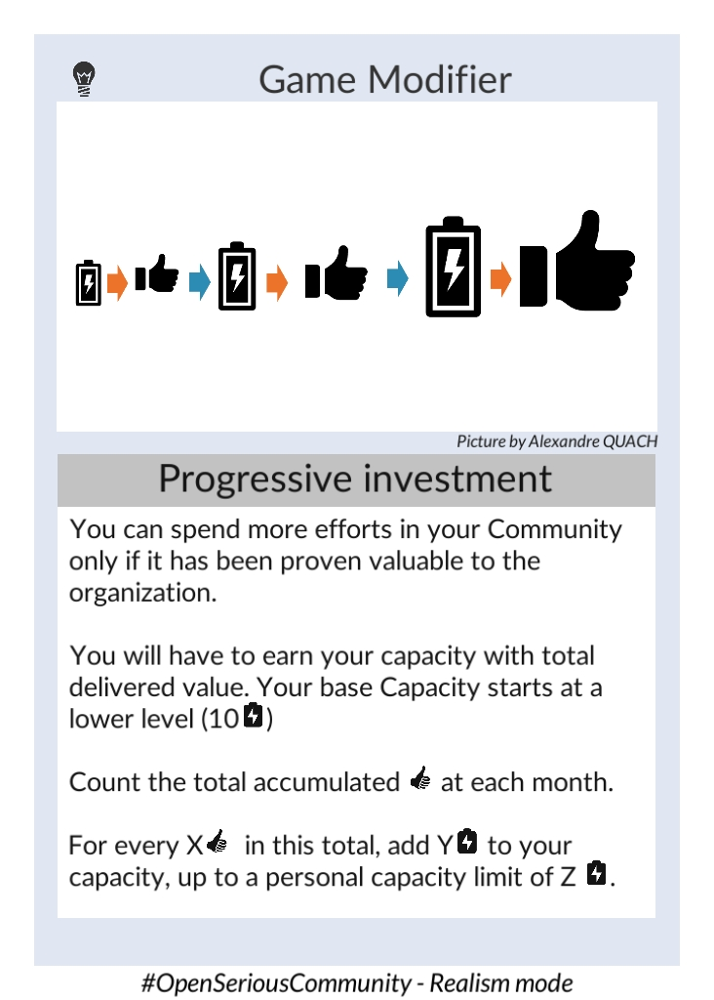 Game Modifier
Picture by Alexandre QUACH
Progressive investment
You can spend more efforts in your Community
only if it has been proven valuable to the
organization.
You will have to earn your capacity with total
delivered value. Your base Capacity starts at a
lower level (10 )
Count the total accumulated at each month.
For every X in this total, add Y to your
capacity, up to a personal capacity limit of Z .
#OpenSeriousCommunity - Realism mode